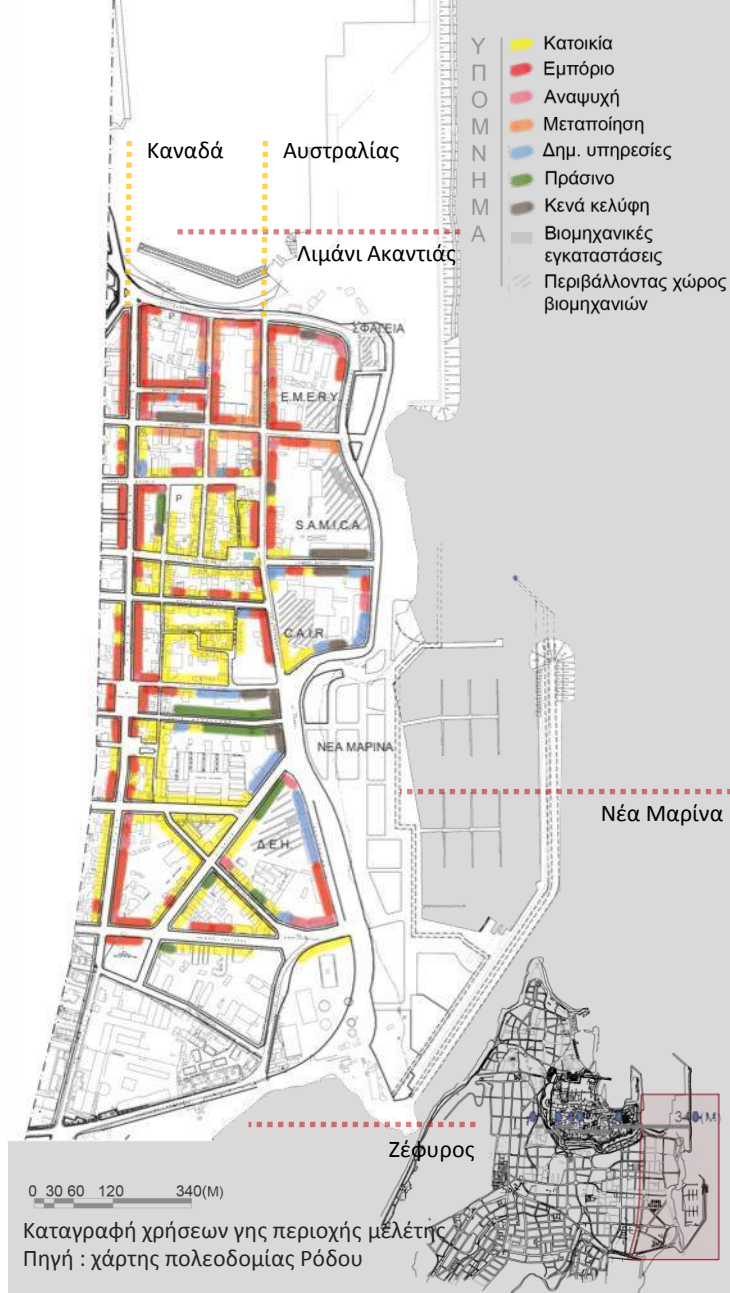 ΥΠΟΜΝΗΜΑ
Κατοικία
Εμπόριο
Αναψυχή
Μεταποίηση
Δημ. υπηρεσίες
Πράσινο
Κενά κελύφη
Βιομηχανικές
εγκαταστάσεις
Περιβάλλοντας χώρος
βιομηχανιών
Καναδά
Αυστραλίας
Λιμάνι Ακαντιάς
ΣΦΑΓΕΙΑ
P
E.M.E.R.Y.
P
S.A.M.I.C.A.
C.A.I.R.
ΝΕΑ ΜΑΡΙΝΑ
Νέα Μαρίνα
Δ.Ε.Η.
340(M)
Ζέφυρος
0 30 60 120 340(M)
Καταγραφή χρήσεων γης περιοχής μελέτης
Πηγή : χάρτης πολεοδομίας Ρόδου